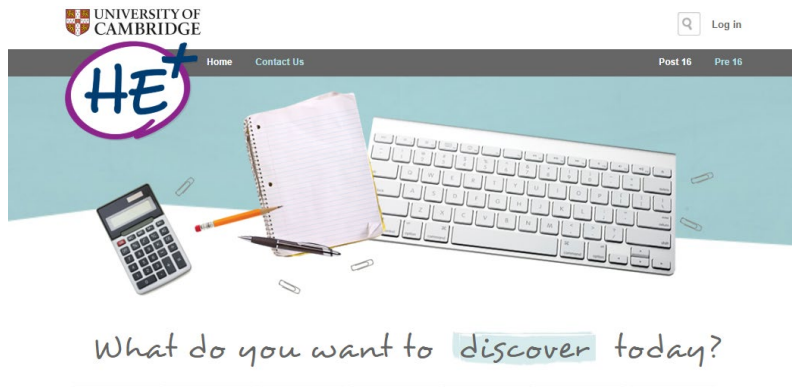 UNIVERSITY OF
CAMBRIDGE
Log in
HE+
Home Contact Us
Post 16 Pre 16
What do you want to discover today?